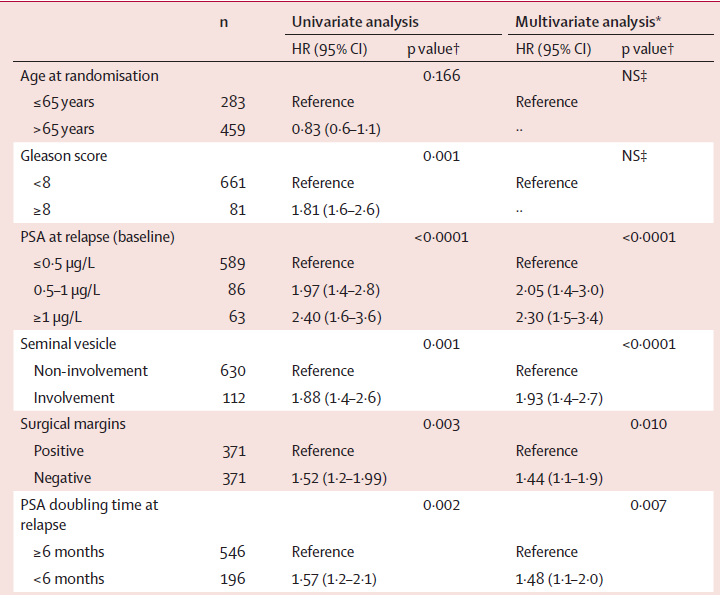 n Univariate analysis Multivariate analysis*
HR (95% CI) p value† HR (95% CI) p value†
Age at randomisation 0·166 NS‡
≤65 years 283 Reference Reference
>65 years 459 0·83 (0·6–1·1) ··
Gleason score 0·001 NS‡
<8 661 Reference Reference
≥8 81 1·81 (1·6–2·6) ··
PSA at relapse (baseline) <0·0001 <0·0001
≤0·5 µg/L 589 Reference Reference
0·5–1 µg/L 86 1·97 (1·4–2·8) 2·05 (1·4–3·0)
≥1 µg/L 63 2·40 (1·6–3·6) 2·30 (1·5–3·4)
Seminal vesicle 0·001 <0·0001
Non-involvement 630 Reference Reference
Involvement 112 1·88 (1·4–2·6) 1·93 (1·4–2·7)
Surgical margins 0·003 0·010
Positive 371 Reference Reference
Negative 371 1·52 (1·2–1·99) 1·44 (1·1–1·9)
PSA doubling time at 0·002 0·007
relapse
≥6 months 546 Reference Reference
<6 months 196 1·57 (1·2–2·1) 1·48 (1·1–2·0)